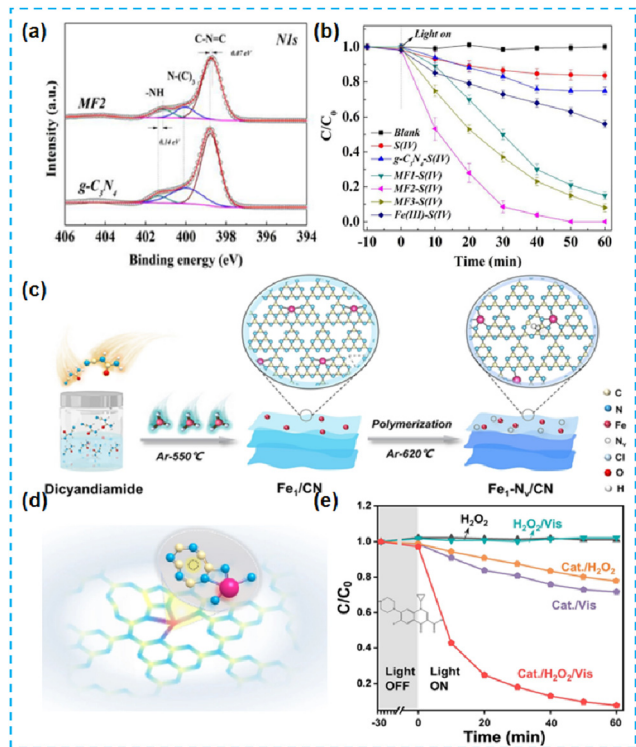 (a)
C-N=C
N1s
0.07 eV
N-(C)3
-NH
MF2
0.14 eV
g-C3N4
Intensity (a.u.)
406 404 402 400 398 396 394
Binding energy (eV)
(b)
Light on
C/C0
1.0
0.8
0.6
0.4
0.2
0.0
Blank
S(IV)
g-C3N4-S(IV)
MF1-S(IV)
MF2-S(IV)
MF3-S(IV)
Fe(III)-S(IV)
-10 0 10 20 30 40 50 60
Time (min)
(c)
Dicyandiamide
Ar-550℃
Fe1/CN
Polymerization
Ar-620℃
Fe1-Nv/CN
C
N
Fe
Nv
Cl
O
H
(d)
(e)
C/C0
1.2
1.0
0.8
0.6
0.4
0.2
H2O2
H2O2/Vis
Cat./H2O2
Cat./Vis
Cat./H2O2/Vis
Light
OFF
Light
ON
-30 0 10 20 30 40 50 60
Time (min)